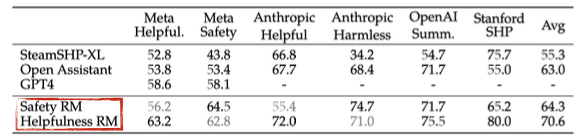 Meta Meta Anthropic Anthropic OpenAI Stanford
Helpful. Safety Helpful Harmless Summ. SHP Avg
SteamSHP-XL 52.8 43.8 66.8 34.2 54.7 75.7 55.3
Open Assistant 53.8 53.4 67.7 68.4 71.7 55.0 63.0
GPT4 58.6 58.1 - - - - -
Safety RM 56.2 64.5 55.4 74.7 71.7 65.2 64.3
Helpfulness RM 63.2 62.8 72.0 71.0 75.5 80.0 70.6